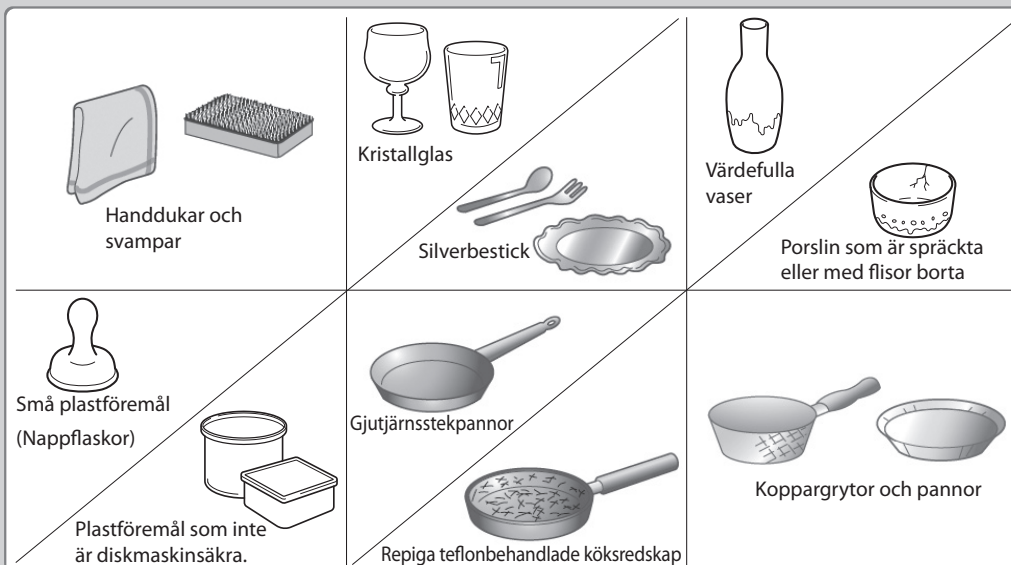 Handdukar och
svampar
Kristallglas
Silverbestick
Värdefulla
vaser
Porslin som är spräckta
eller med flisor borta
Små plastföremål
(Nappflaskor)
Plastföremål som inte
är diskmaskinsäkra.
Gjutjärnsstekpannor
Repiga teflonbehandlade köksredskap
Koppargrytor och pannor